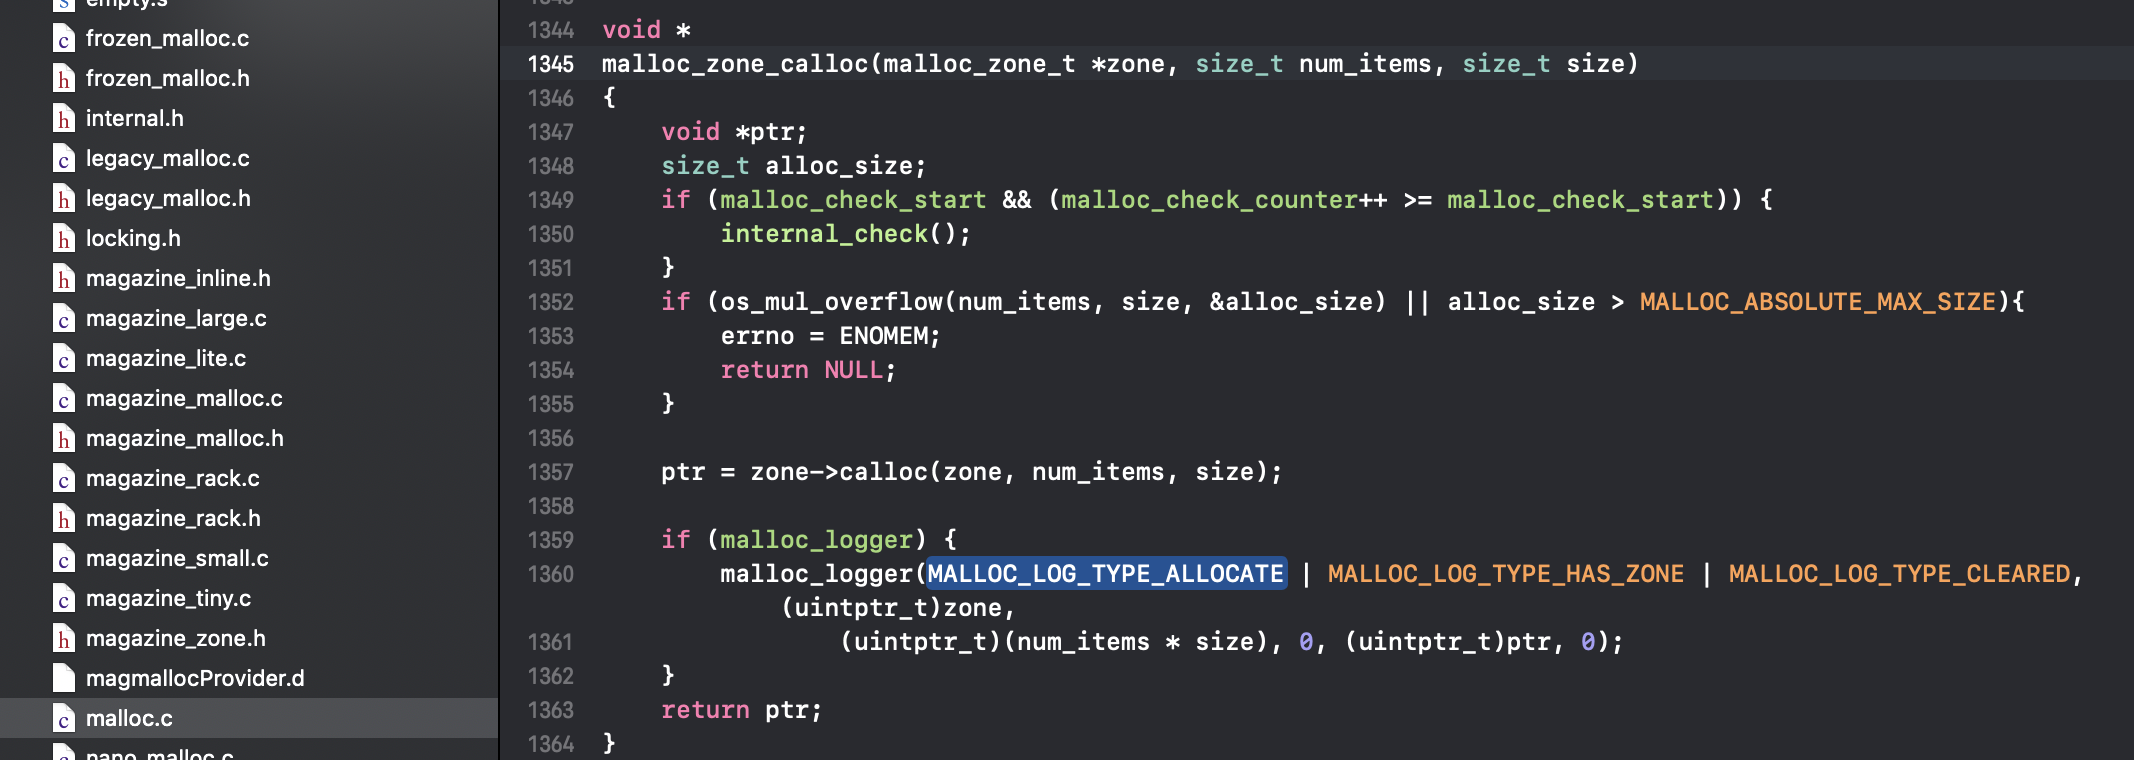 empty.s
frozen_malloc.c
frozen_malloc.h
internal.h
legacy_malloc.c
legacy_malloc.h
locking.h
magazine_inline.h
magazine_large.c
magazine_lite.c
magazine_malloc.c
magazine_malloc.h
magazine_rack.c
magazine_rack.h
magazine_small.c
magazine_tiny.c
magazine_zone.h
magmallocProvider.d
malloc.c
nano_malloc.c
1344 void *
1345 malloc_zone_calloc(malloc_zone_t *zone, size_t num_items, size_t size)
1346 {
1347     void *ptr;
1348     size_t alloc_size;
1349     if (malloc_check_start && (malloc_check_counter++ >= malloc_check_start)) {
1350         internal_check();
1351     }
1352     if (os_mul_overflow(num_items, size, &alloc_size) || alloc_size > MALLOC_ABSOLUTE_MAX_SIZE){
1353         errno = ENOMEM;
1354         return NULL;
1355     }
1356
1357     ptr = zone->calloc(zone, num_items, size);
1358
1359     if (malloc_logger) {
1360         malloc_logger(MALLOC_LOG_TYPE_ALLOCATE | MALLOC_LOG_TYPE_HAS_ZONE | MALLOC_LOG_TYPE_CLEARED,
            (uintptr_t)zone,
1361                 (uintptr_t)(num_items * size), 0, (uintptr_t)ptr, 0);
1362     }
1363     return ptr;
1364 }